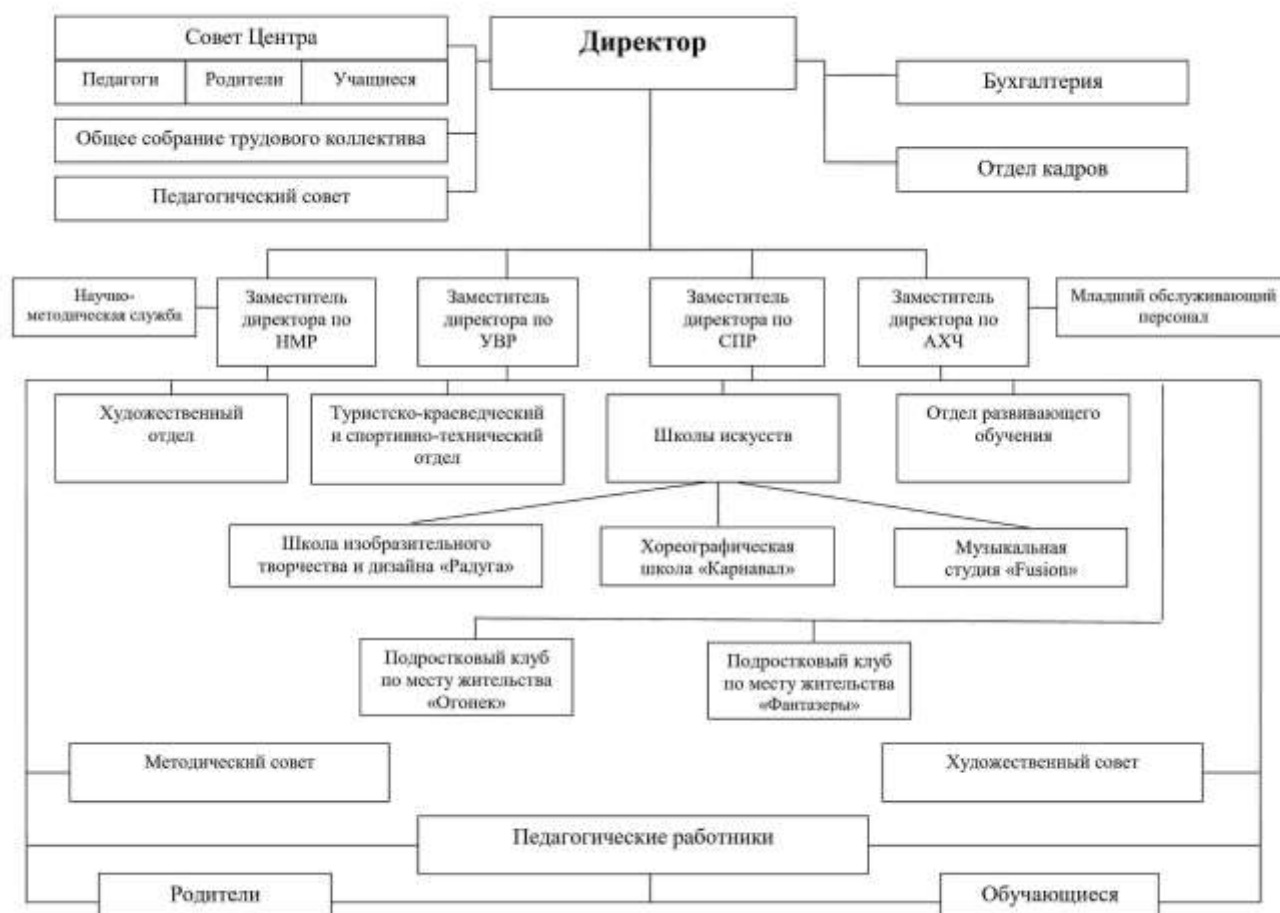 Директор
Совет Центра
Педагоги
Родители
Учащиеся
Общее собрание трудового коллектива
Педагогический совет
Бухгалтерия
Отдел кадров
Научно-
методическая служба
Заместитель
директора по
НМР
Заместитель
директора по
УВР
Заместитель
директора по
СПР
Заместитель
директора по
АХЧ
Младший обслуживающий
персонал
Художественный
отдел
Туристско-краеведческий
и спортивно-технический
отдел
Школы искусств
Отдел развивающего
обучения
Школа изобразительного
творчества и дизайна «Радуга»
Хореографическая
школа «Карнавал»
Музыкальная
студия «Fusion»
Подростковый клуб
по месту жительства
«Огонек»
Подростковый клуб
по месту жительства
«Фантазеры»
Методический совет
Художественный совет
Педагогические работники
Родители
Обучающиеся